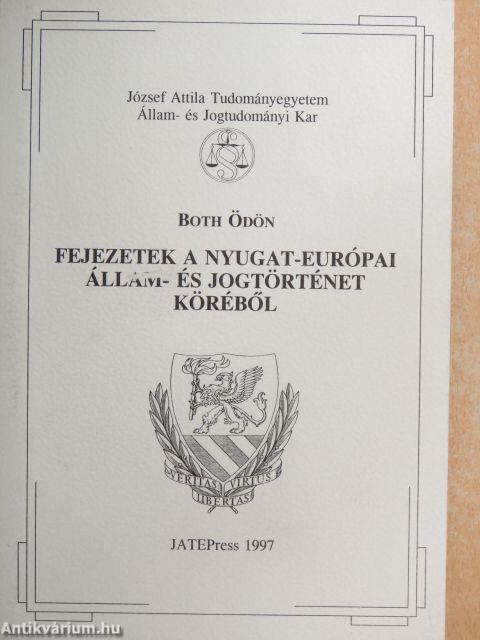 József Attila Tudományegyetem
Állam- és Jogtudományi Kar
BOTH ÖDÖN
FEJEZETEK A NYUGAT-EURÓPAI
ÁLLAM- ÉS JOGTÖRTÉNET
KÖRÉBŐL
VERITAS VIRTUS
LIBERTAS
JATEPress 1997
Antikvárium.hu